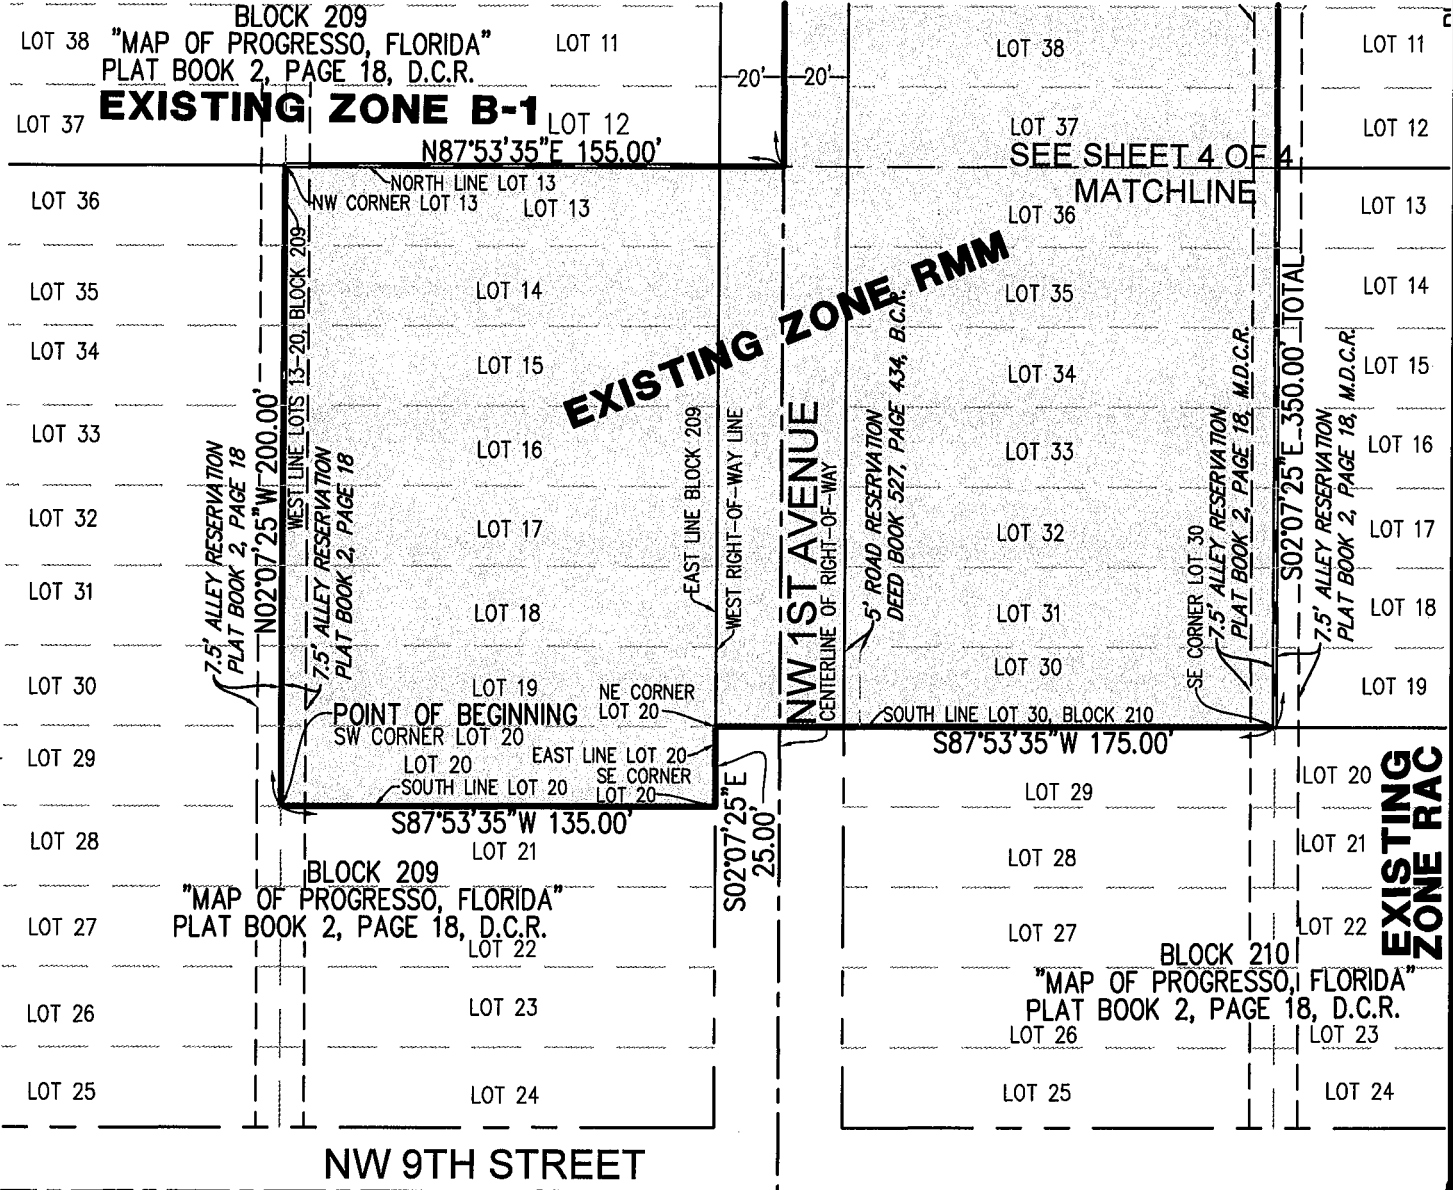 BLOCK 209
"MAP OF PROGRESSO, FLORIDA"
PLAT BOOK 2, PAGE 18, D.C.R.
EXISTING ZONE B-1
LOT 38
LOT 37
LOT 36
LOT 35
LOT 34
LOT 33
LOT 32
LOT 31
LOT 30
LOT 29
LOT 28
LOT 27
LOT 26
LOT 25
LOT 11
LOT 12
N87°53'35"E 155.00'
NORTH LINE LOT 13
NW CORNER LOT 13
LOT 13
LOT 14
LOT 15
LOT 16
LOT 17
LOT 18
LOT 19
NE CORNER
LOT 20
POINT OF BEGINNING
SW CORNER LOT 20
LOT 20
EAST LINE LOT 20
SE CORNER
LOT 20
SOUTH LINE LOT 20
S87°53'35"W 135.00'
LOT 21
BLOCK 209
"MAP OF PROGRESSO, FLORIDA"
PLAT BOOK 2, PAGE 18, D.C.R.
LOT 22
LOT 23
LOT 24
NW 9TH STREET
7.5' ALLEY RESERVATION
PLAT BOOK 2, PAGE 18
N02°07'25"W 200.00'
WEST LINE LOTS 13-20, BLOCK 209
7.5' ALLEY RESERVATION
PLAT BOOK 2, PAGE 18
EXISTING ZONE RMM
20'
20'
EAST LINE BLOCK 209
WEST RIGHT-OF-WAY LINE
NW 1ST AVENUE
CENTERLINE OF RIGHT-OF-WAY
5' ROAD RESERVATION
DEED BOOK 527, PAGE 434, B.C.R.
S02°07'25"E
25.00'
LOT 38
LOT 37
SEE SHEET 4 OF 4
MATCHLINE
LOT 36
LOT 35
LOT 34
LOT 33
LOT 32
LOT 31
LOT 30
SOUTH LINE LOT 30, BLOCK 210
S87°53'35"W 175.00'
LOT 29
LOT 28
LOT 27
BLOCK 210
"MAP OF PROGRESSO, FLORIDA"
PLAT BOOK 2, PAGE 18, D.C.R.
LOT 26
LOT 25
SE CORNER LOT 30
7.5' ALLEY RESERVATION
PLAT BOOK 2, PAGE 18, M.D.C.R.
S02°07'25"E 350.00' TOTAL
7.5' ALLEY RESERVATION
PLAT BOOK 2, PAGE 18, M.D.C.R.
LOT 11
LOT 12
LOT 13
LOT 14
LOT 15
LOT 16
LOT 17
LOT 18
LOT 19
LOT 20
LOT 21
LOT 22
LOT 23
LOT 24
EXISTING
ZONE RAC